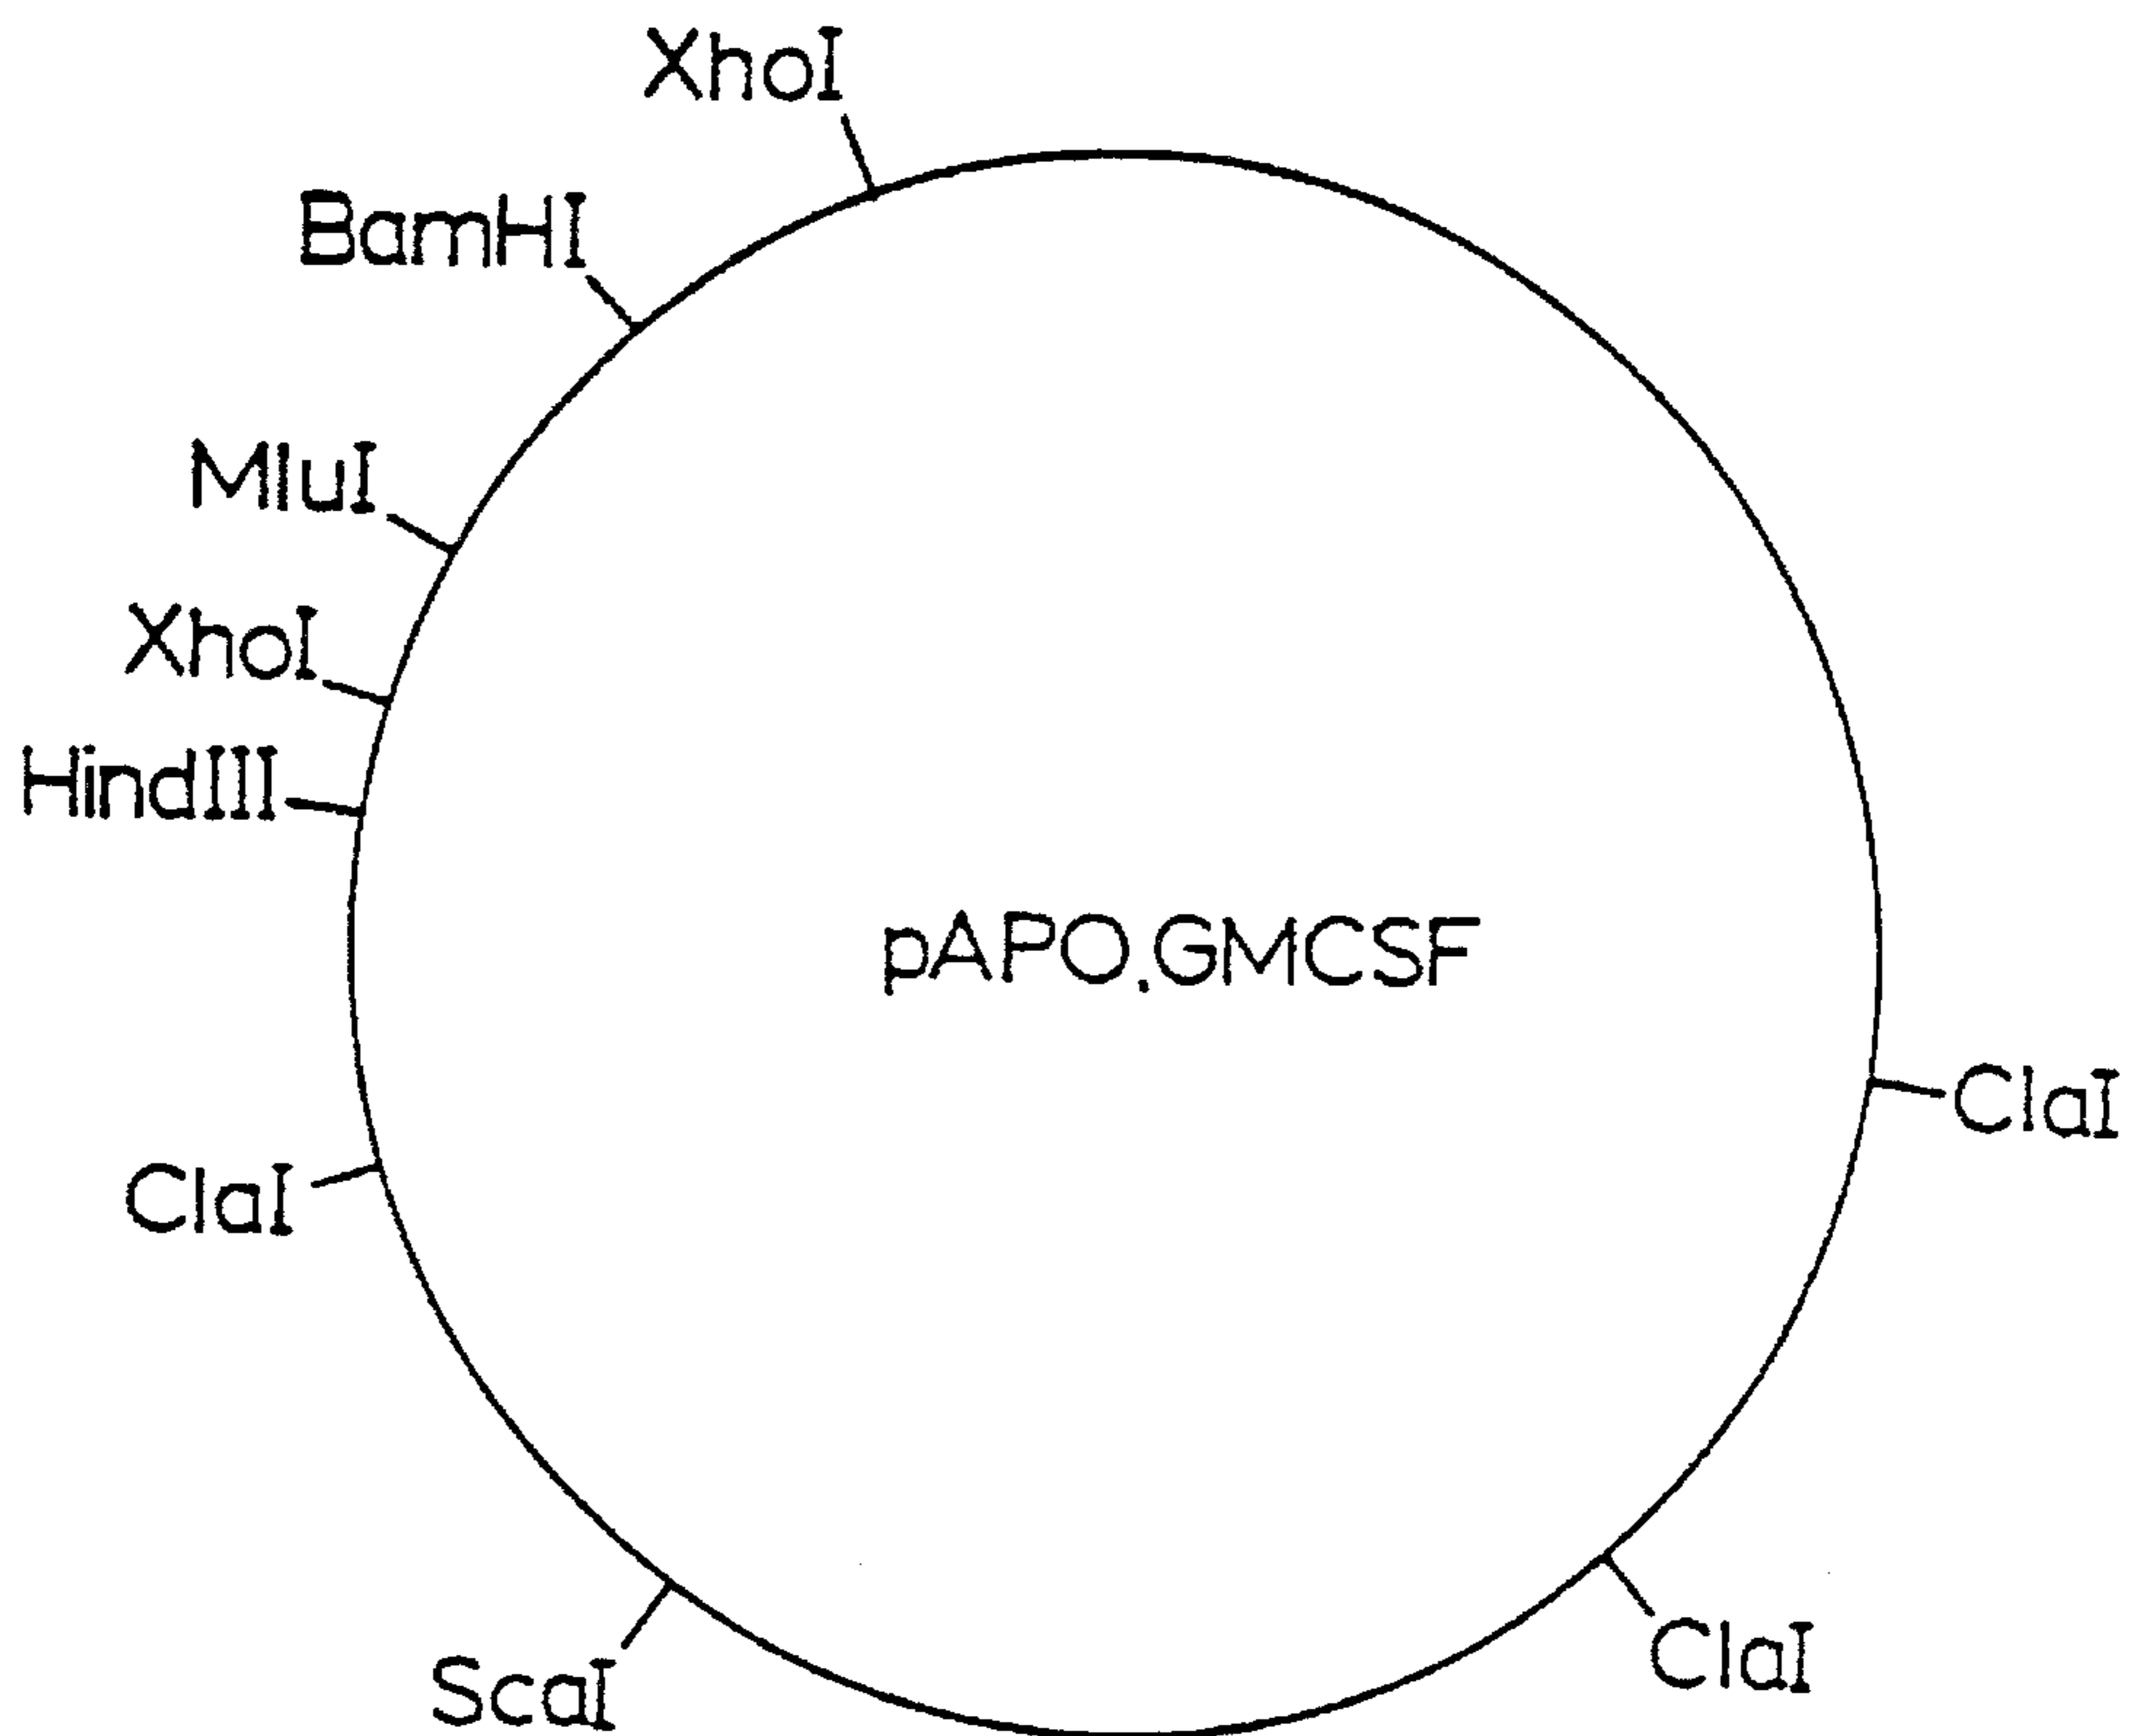 XhoI
BamHI
MluI
XhoI
HindIII
pAPO.GMCSF
ClaI
ClaI
ScaI
ClaI